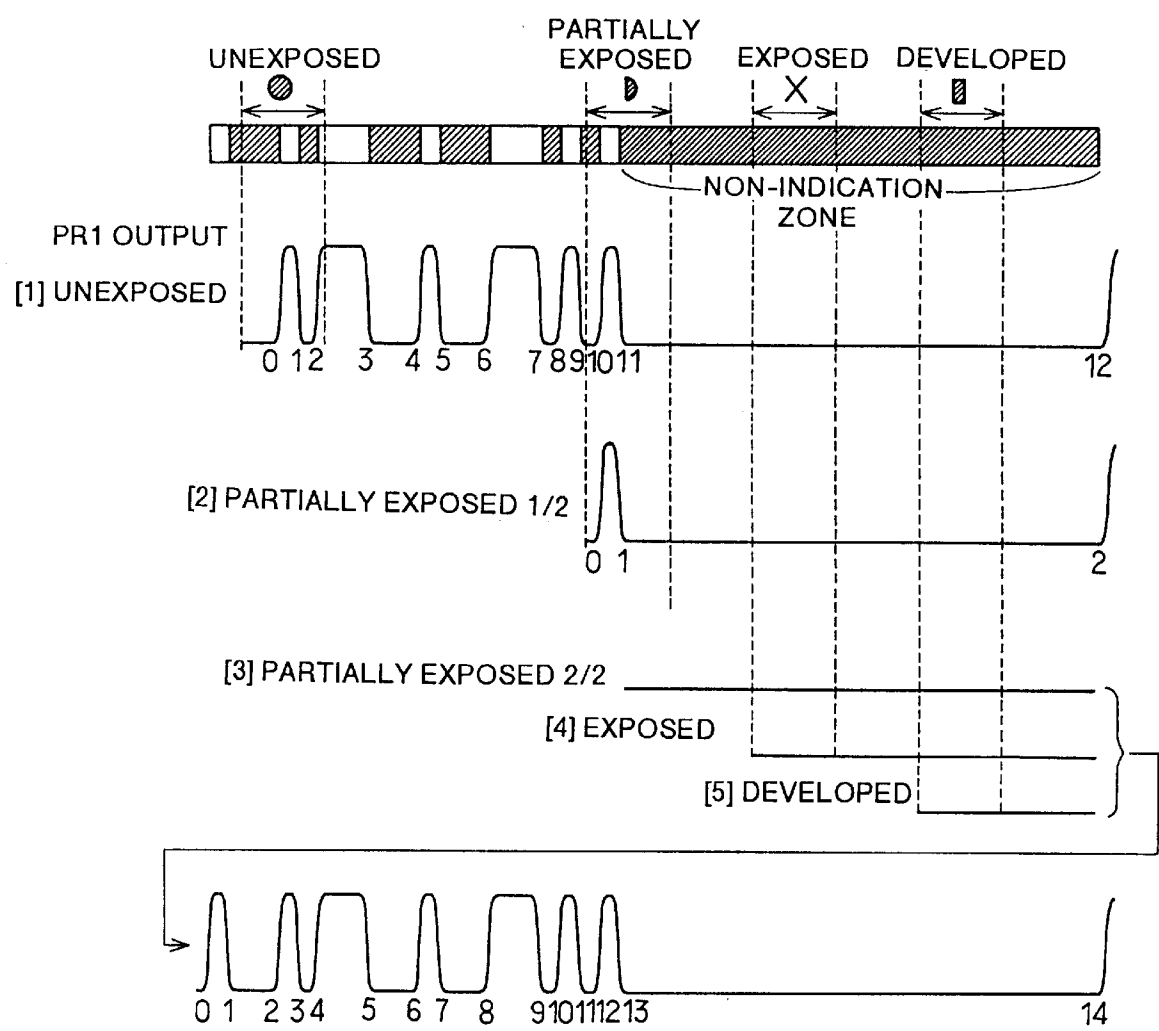 UNEXPOSED
PARTIALLY
EXPOSED
EXPOSED
DEVELOPED
NON-INDICATION
ZONE
PR1 OUTPUT
[1] UNEXPOSED
0 1 2 3 4 5 6 7 8 9 10 11 12
[2] PARTIALLY EXPOSED 1/2
0 1 2
[3] PARTIALLY EXPOSED 2/2
[4] EXPOSED
[5] DEVELOPED
0 1 2 3 4 5 6 7 8 9 10 11 12 13 14